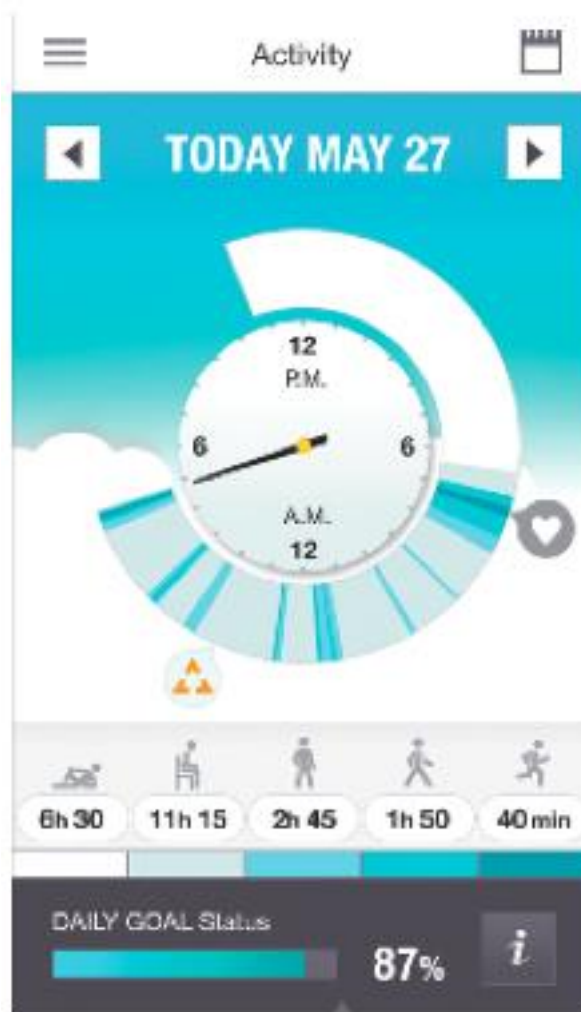 Activity
TODAY MAY 27
12
P.M.
6 6
A.M.
12
6h 30 11h 15 2h 45 1h 50 40 min
DAILY GOAL Status
87%
i